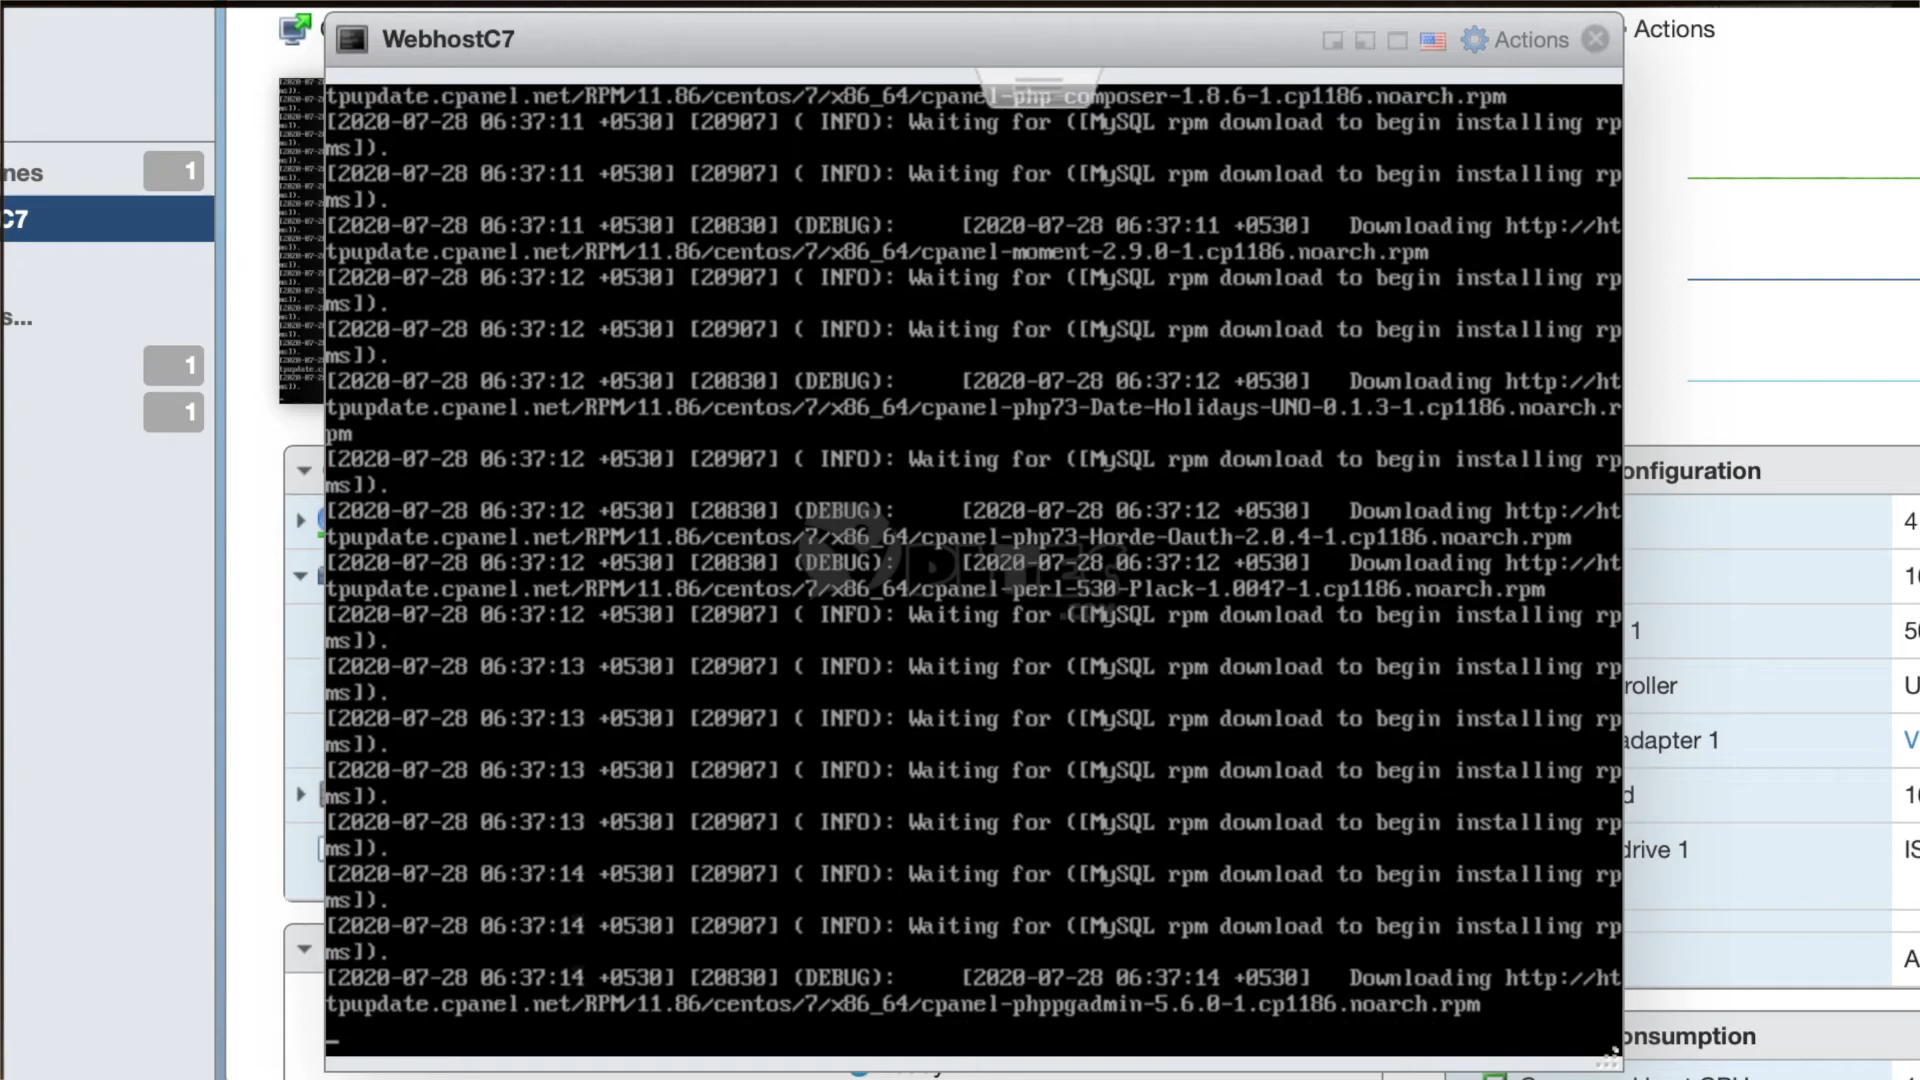 WebhostC7
Actions
Actions
tpupdate.cpanel.net/RPM/11.86/centos/7/x86_64/cpanel-php composer-1.8.6-1.cp1186.noarch.rpm
[2020-07-28 06:37:11 +0530] [20907] ( INFO): Waiting for ([MySQL rpm download to begin installing rp
ms]).
[2020-07-28 06:37:11 +0530] [20907] ( INFO): Waiting for ([MySQL rpm download to begin installing rp
ms]).
[2020-07-28 06:37:11 +0530] [20830] (DEBUG):     [2020-07-28 06:37:11 +0530]   Downloading http://ht
tpupdate.cpanel.net/RPM/11.86/centos/7/x86_64/cpanel-moment-2.9.0-1.cp1186.noarch.rpm
[2020-07-28 06:37:12 +0530] [20907] ( INFO): Waiting for ([MySQL rpm download to begin installing rp
ms]).
[2020-07-28 06:37:12 +0530] [20907] ( INFO): Waiting for ([MySQL rpm download to begin installing rp
ms]).
[2020-07-28 06:37:12 +0530] [20830] (DEBUG):     [2020-07-28 06:37:12 +0530]   Downloading http://ht
tpupdate.cpanel.net/RPM/11.86/centos/7/x86_64/cpanel-php73-Date-Holidays-UNO-0.1.3-1.cp1186.noarch.r
pm
[2020-07-28 06:37:12 +0530] [20907] ( INFO): Waiting for ([MySQL rpm download to begin installing rp
ms]).
[2020-07-28 06:37:12 +0530] [20830] (DEBUG):     [2020-07-28 06:37:12 +0530]   Downloading http://ht
tpupdate.cpanel.net/RPM/11.86/centos/7/x86_64/cpanel-php73-Horde-Oauth-2.0.4-1.cp1186.noarch.rpm
[2020-07-28 06:37:12 +0530] [20830] (DEBUG):     [2020-07-28 06:37:12 +0530]   Downloading http://ht
tpupdate.cpanel.net/RPM/11.86/centos/7/x86_64/cpanel-perl-530-Plack-1.0047-1.cp1186.noarch.rpm
[2020-07-28 06:37:12 +0530] [20907] ( INFO): Waiting for ([MySQL rpm download to begin installing rp
ms]).
[2020-07-28 06:37:13 +0530] [20907] ( INFO): Waiting for ([MySQL rpm download to begin installing rp
ms]).
[2020-07-28 06:37:13 +0530] [20907] ( INFO): Waiting for ([MySQL rpm download to begin installing rp
ms]).
[2020-07-28 06:37:13 +0530] [20907] ( INFO): Waiting for ([MySQL rpm download to begin installing rp
ms]).
[2020-07-28 06:37:13 +0530] [20907] ( INFO): Waiting for ([MySQL rpm download to begin installing rp
ms]).
[2020-07-28 06:37:14 +0530] [20907] ( INFO): Waiting for ([MySQL rpm download to begin installing rp
ms]).
[2020-07-28 06:37:14 +0530] [20907] ( INFO): Waiting for ([MySQL rpm download to begin installing rp
ms]).
[2020-07-28 06:37:14 +0530] [20830] (DEBUG):     [2020-07-28 06:37:14 +0530]   Downloading http://ht
tpupdate.cpanel.net/RPM/11.86/centos/7/x86_64/cpanel-phppgadmin-5.6.0-1.cp1186.noarch.rpm
nes 1
C7
s...
1
1
onfiguration
4
1
roller
U
adapter 1
V
d
drive 1
IS
A
onsumption